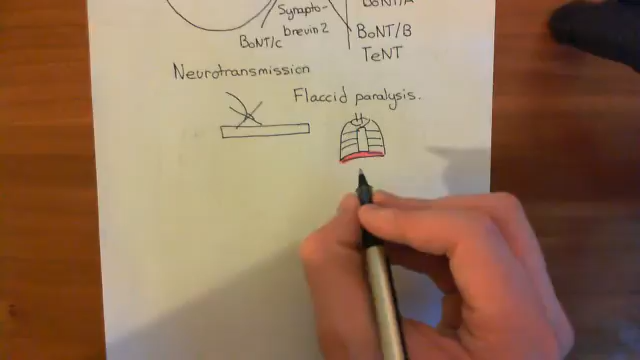 BoNT/A
Synapto-
brevin 2
BoNT/B
BoNT/C
TeNT
Neurotransmission
Flaccid paralysis.